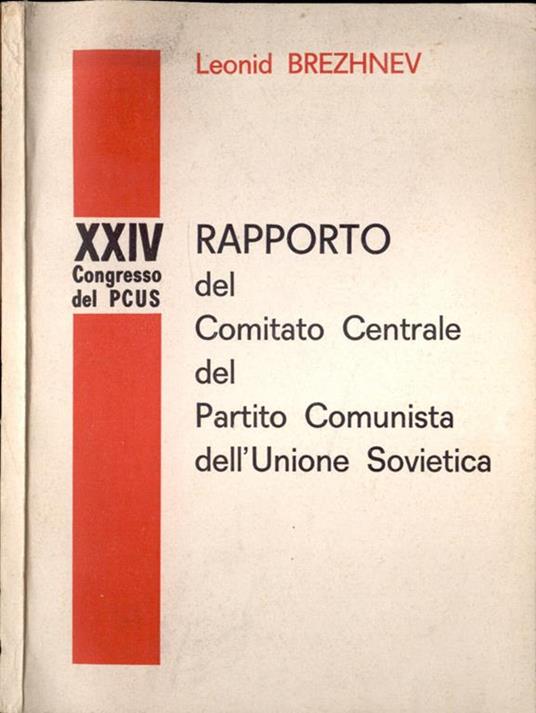 Leonid BREZHNEV
XXIV
Congresso
del PCUS
RAPPORTO
del
Comitato Centrale
del
Partito Comunista
dell'Unione Sovietica